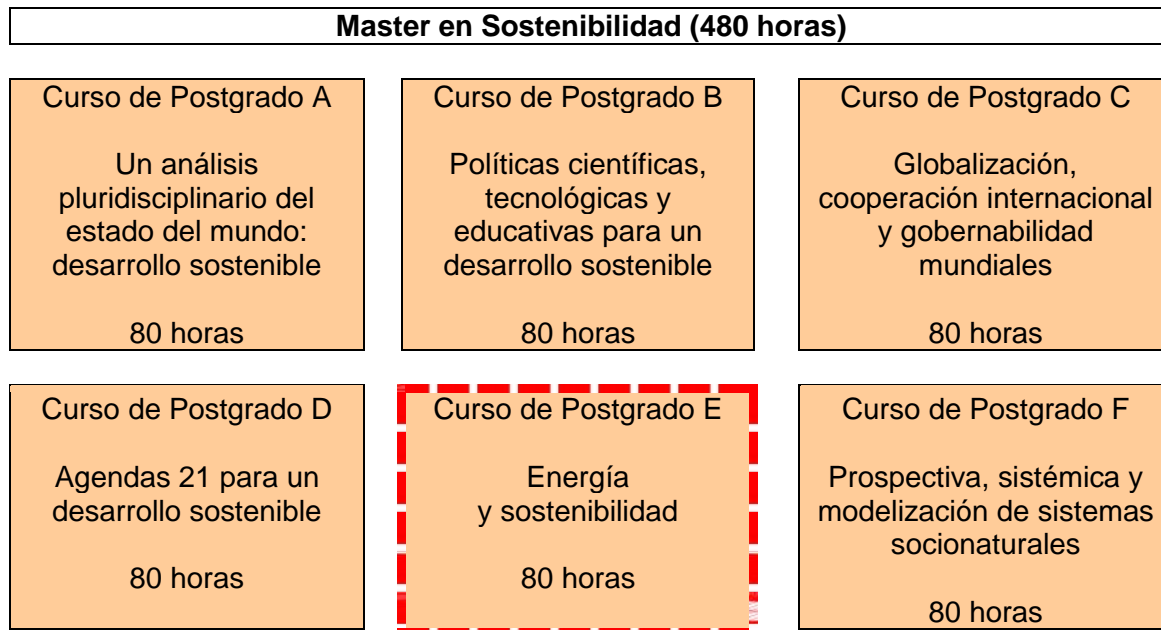 Master en Sostenibilidad (480 horas)
Curso de Postgrado A
Un análisis
pluridisciplinario del
estado del mundo:
desarrollo sostenible
80 horas
Curso de Postgrado B
Políticas científicas,
tecnológicas y
educativas para un
desarrollo sostenible
80 horas
Curso de Postgrado C
Globalización,
cooperación internacional
y gobernabilidad
mundiales
80 horas
Curso de Postgrado D
Agendas 21 para un
desarrollo sostenible
80 horas
Curso de Postgrado E
Energía
y sostenibilidad
80 horas
Curso de Postgrado F
Prospectiva, sistémica y
modelización de sistemas
socionaturales
80 horas